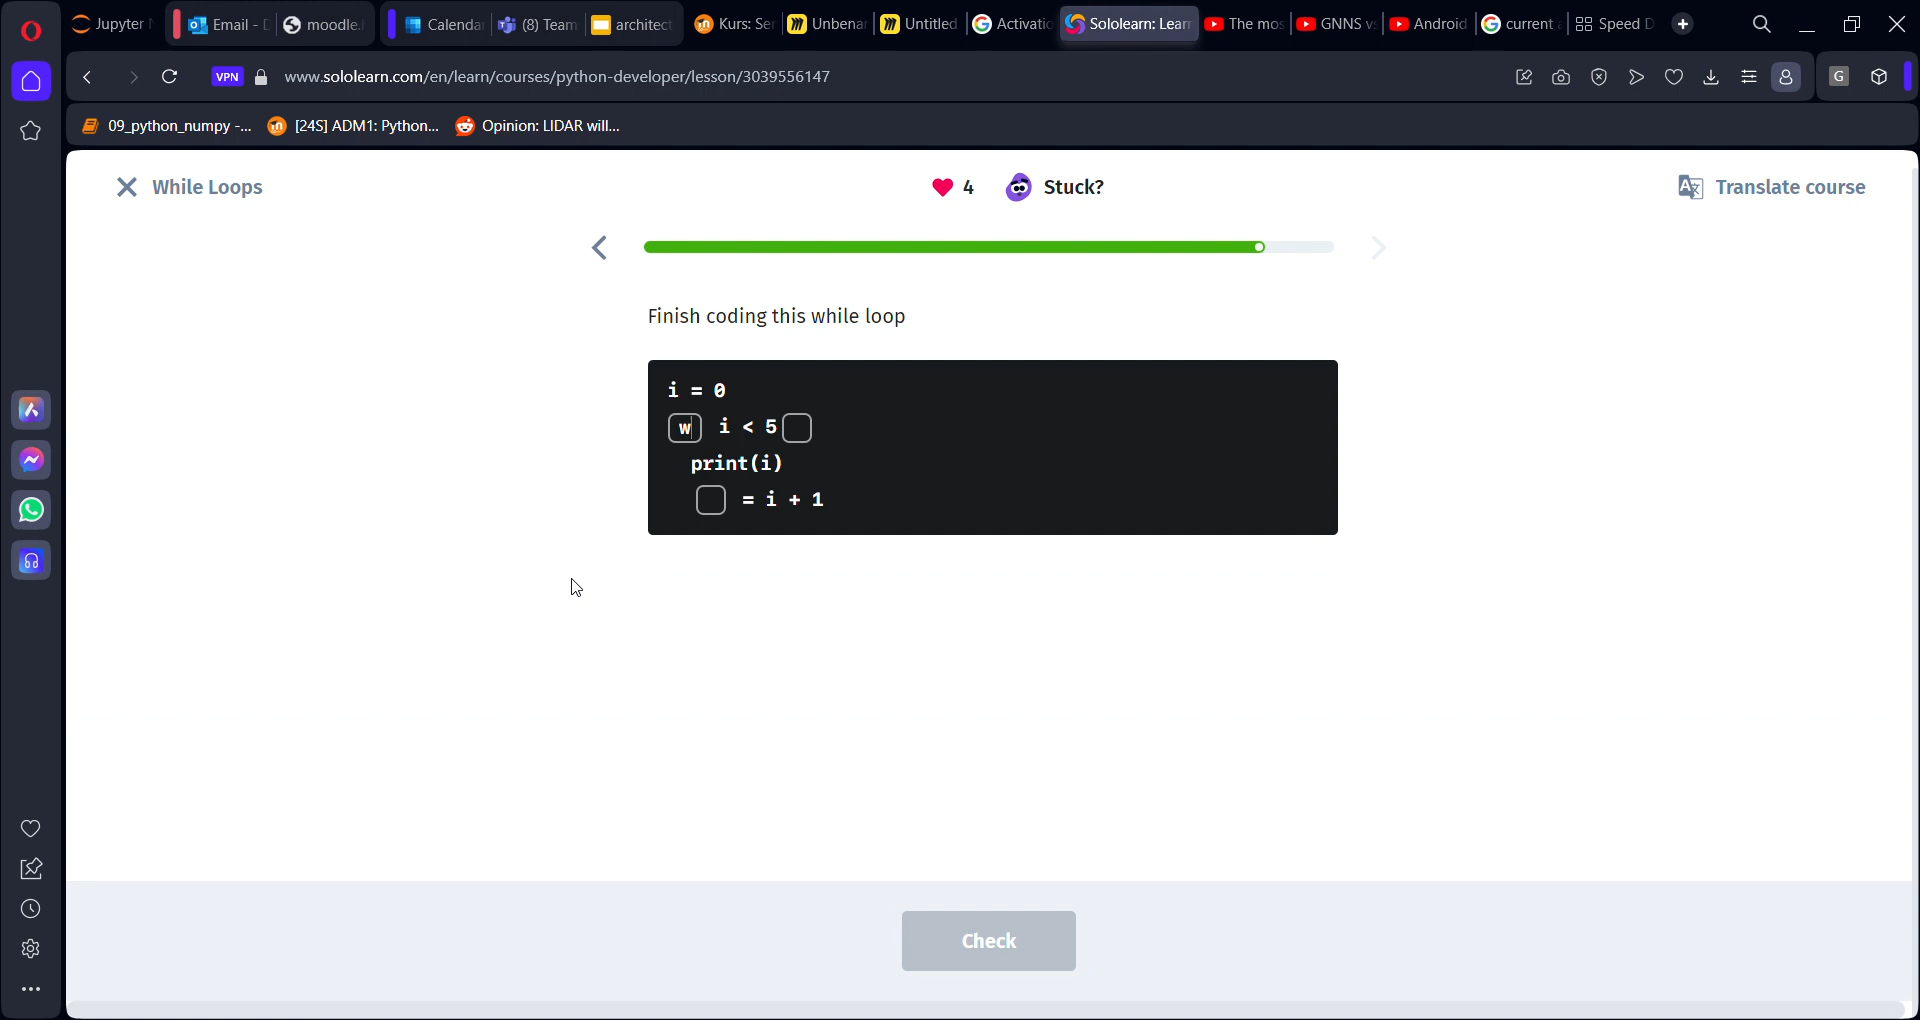 Jupyter
Email - D
moodle.
Calenda
(8) Team
architect
Kurs: Ser
Unbena
Untitled
Activatio
Sololearn: Learn
The mos
GNNS v
Android
current
Speed D
VPN
www.sololearn.com/en/learn/courses/python-developer/lesson/3039556147
G
09_python_numpy -...
[24S] ADM1: Python...
Opinion: LIDAR will...
While Loops
4
Stuck?
Translate course
Finish coding this while loop
i = 0
w i < 5
print(i)
= i + 1
Check